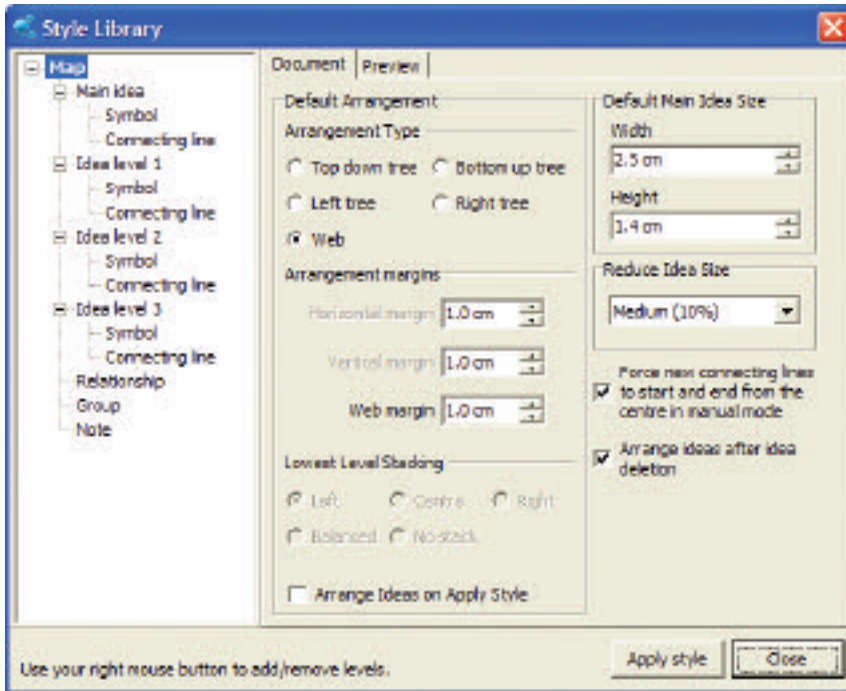 Style Library
Map
Main idea
Symbol
Connecting line
Idea level 1
Symbol
Connecting line
Idea level 2
Symbol
Connecting line
Idea level 3
Symbol
Connecting line
Relationship
Group
Note
Document Preview
Default Arrangement
Arrangement Type
Top down tree Bottom up tree
Left tree Right tree
Web
Arrangement margins
Horizontal margin 1.0 cm
Vertical margin 1.0 cm
Web margin 1.0 cm
Lowest Level Stacking
Left Centre Right
Balanced No stack
Arrange Ideas on Apply Style
Default Main Idea Size
Width
2.5 cm
Height
1.4 cm
Reduce Idea Size
Medium (10%)
Force new connecting lines
to start and end from the
centre in manual mode
Arrange ideas after idea
deletion
Use your right mouse button to add/remove levels.
Apply style Close